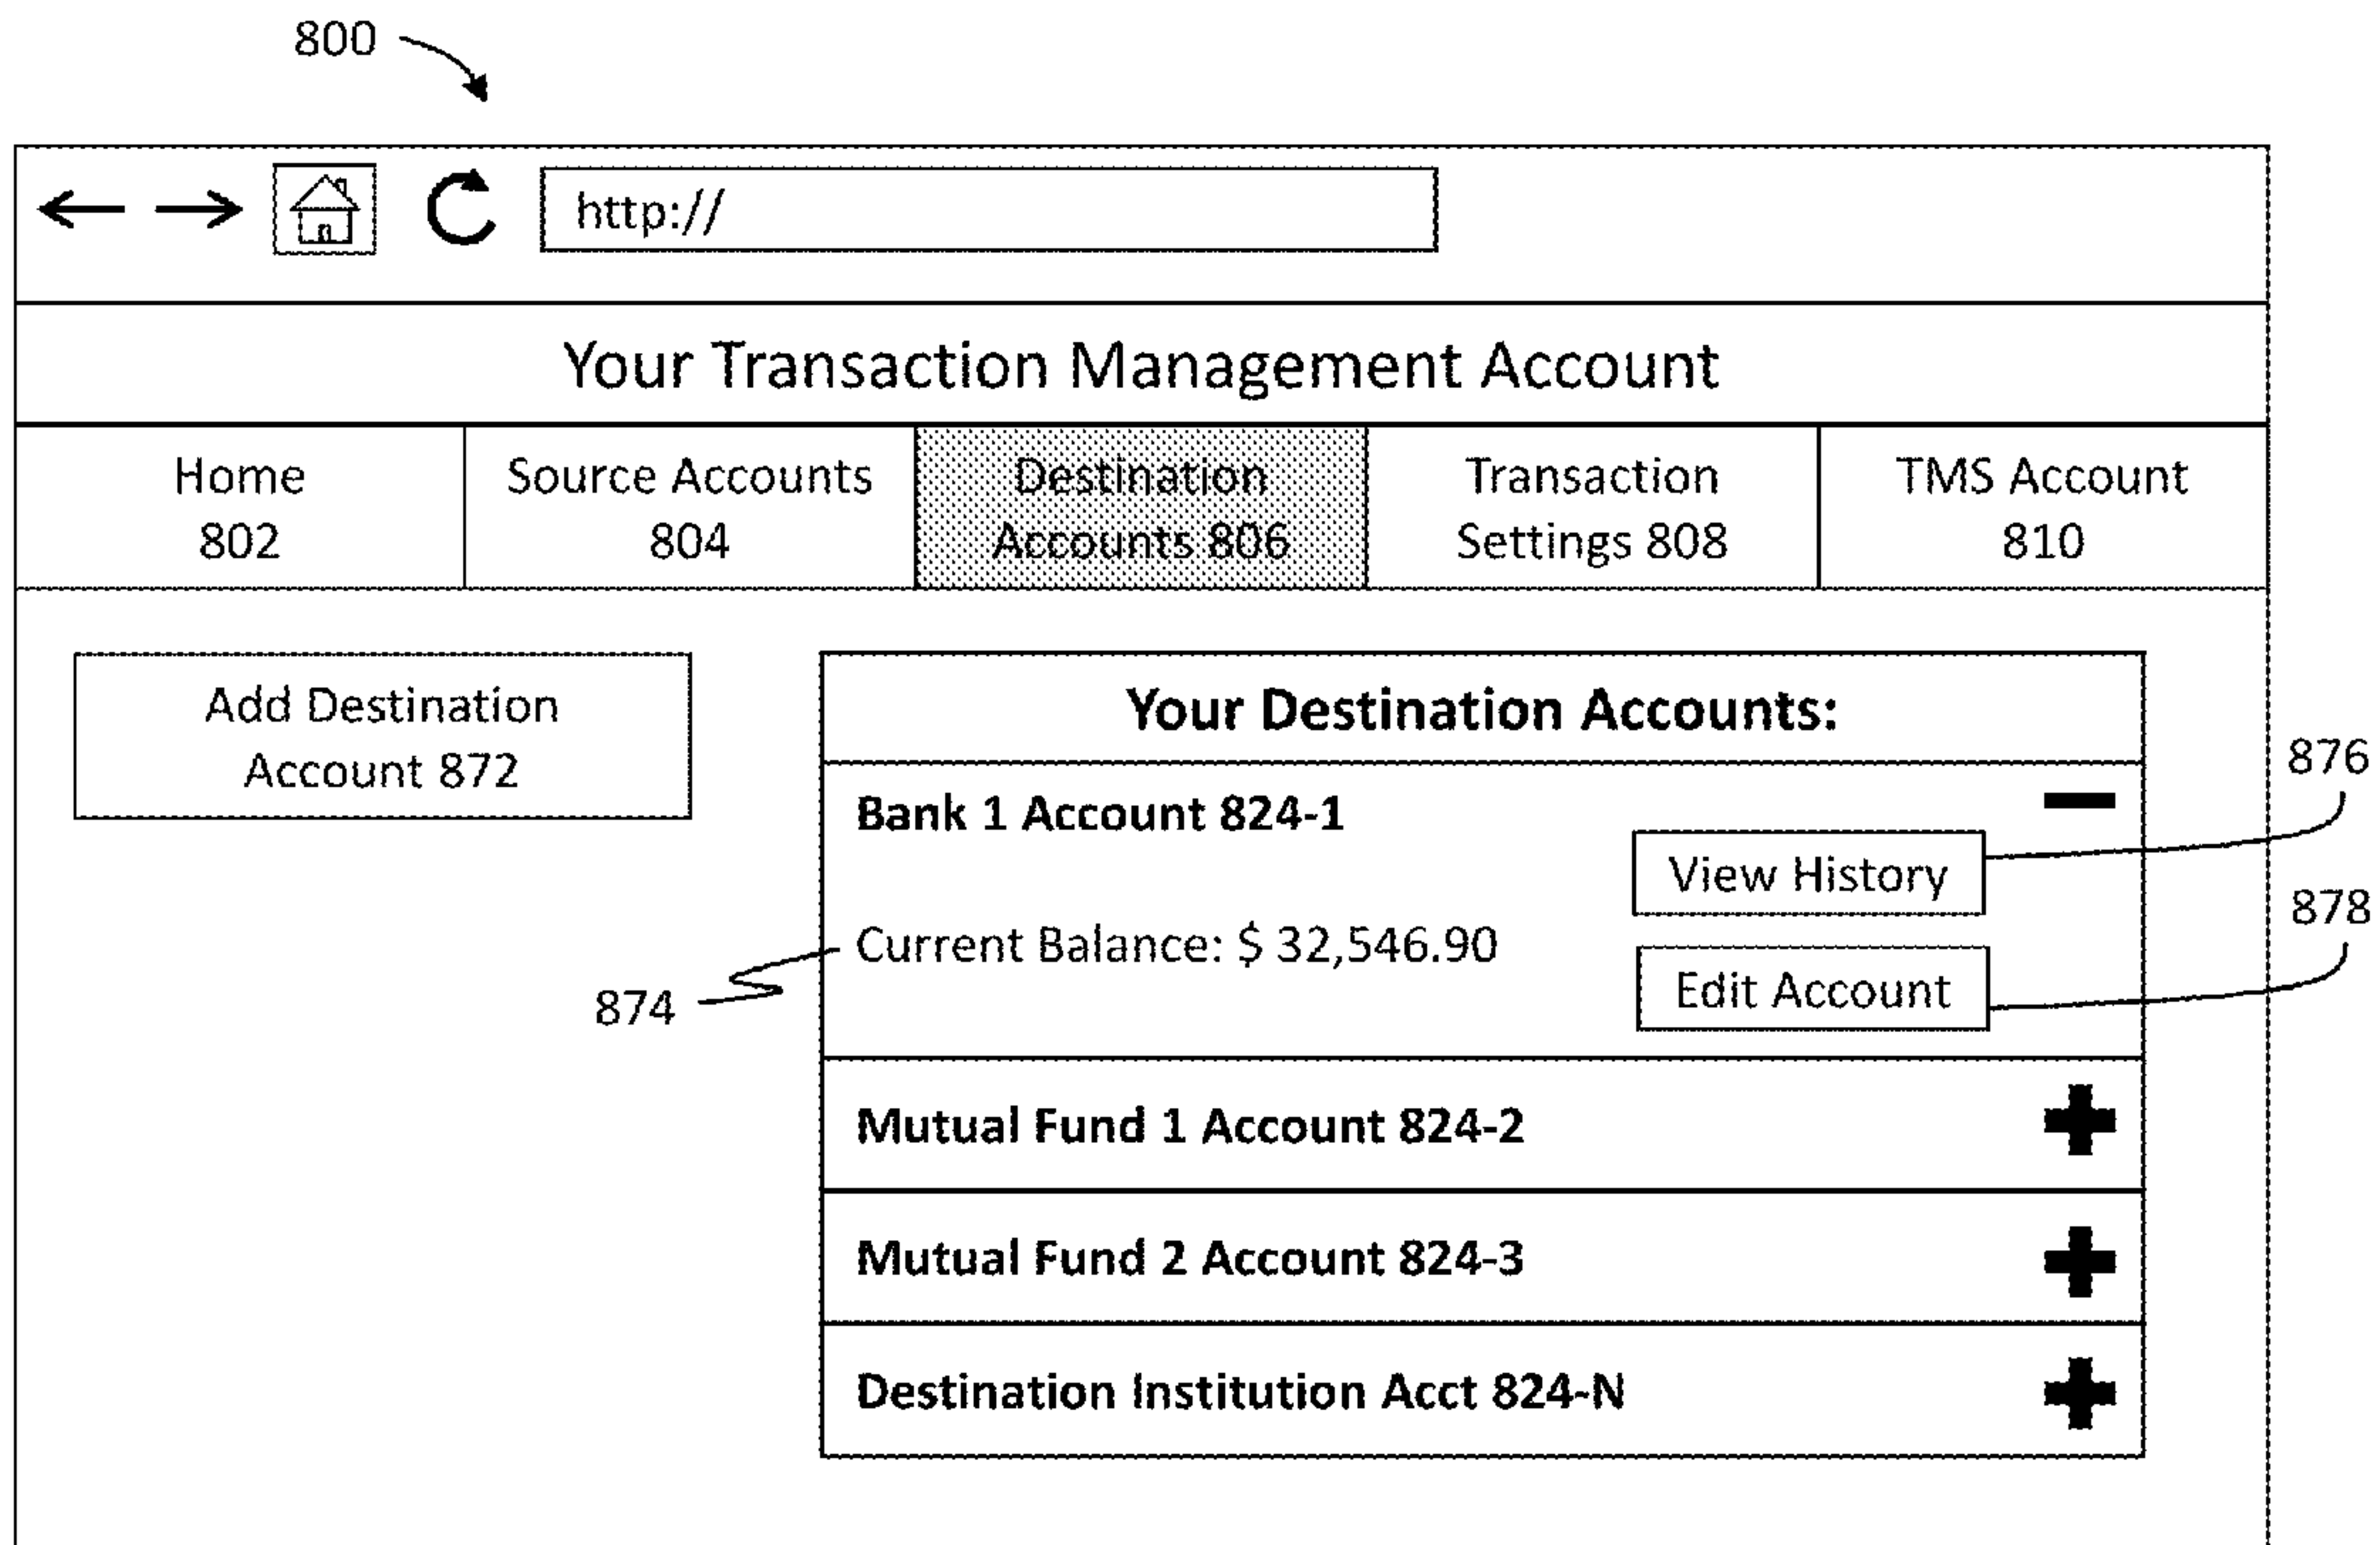 800
http://
Your Transaction Management Account
Home
802
Source Accounts
804
Destination
Accounts 806
Transaction
Settings 808
TMS Account
810
Add Destination
Account 872
Your Destination Accounts:
876
Bank 1 Account 824-1
View History
878
Current Balance: $ 32,546.90
Edit Account
874
Mutual Fund 1 Account 824-2
Mutual Fund 2 Account 824-3
Destination Institution Acct 824-N